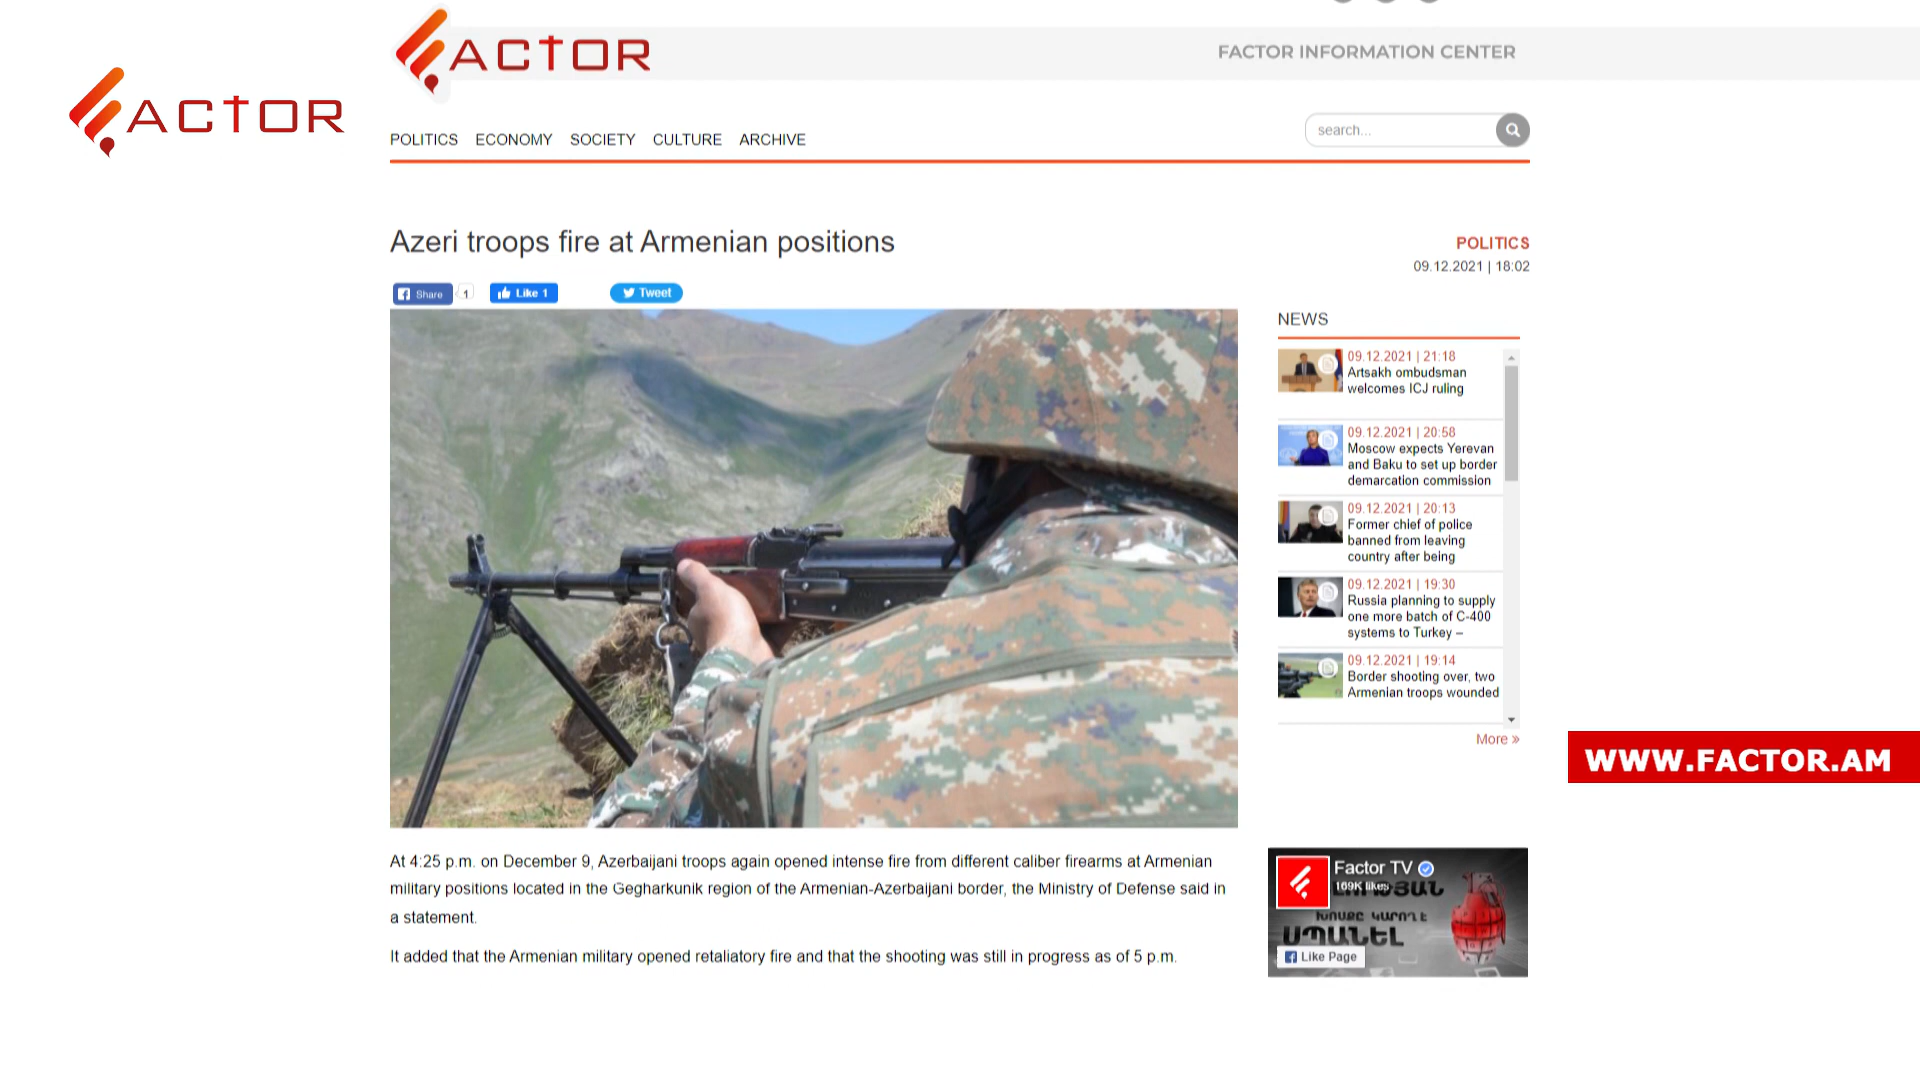 ACTOR
FACTOR INFORMATION CENTER
ACTOR
search...
POLITICS ECONOMY SOCIETY CULTURE ARCHIVE
Azeri troops fire at Armenian positions
POLITICS
09.12.2021 | 18:02
Share 1 Like 1 Tweet
NEWS
09.12.2021 | 21:18
Artsakh ombudsman
welcomes ICJ ruling
09.12.2021 | 20:58
Moscow expects Yerevan
and Baku to set up border
demarcation commission
09.12.2021 | 20:13
Former chief of police
banned from leaving
country after being
09.12.2021 | 19:30
Russia planning to supply
one more batch of C-400
systems to Turkey –
09.12.2021 | 19:14
Border shooting over, two
Armenian troops wounded
More »
WWW.FACTOR.AM
At 4:25 p.m. on December 9, Azerbaijani troops again opened intense fire from different caliber firearms at Armenian
military positions located in the Gegharkunik region of the Armenian-Azerbaijani border, the Ministry of Defense said in
a statement.
It added that the Armenian military opened retaliatory fire and that the shooting was still in progress as of 5 p.m.
Factor TV
169K likes
ԽՈՍՔԸ ԿԱՐՈՂ Է
ՍՊԱՆԵԼ
Like Page